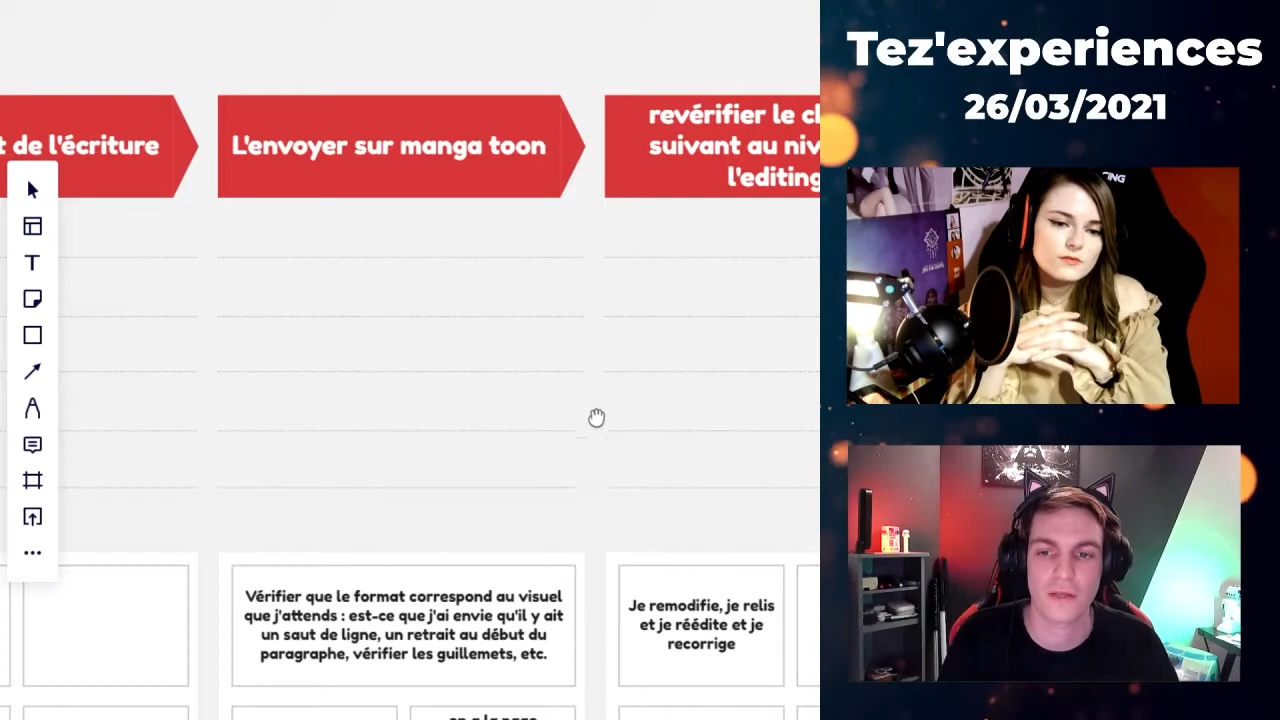 Tez'experiences
26/03/2021
t de l'écriture
L'envoyer sur manga toon
revérifier le
suivant au
l'editing
Vérifier que le format correspond au visuel
que j'attends : est-ce que j'ai envie qu'il y ait
un saut de ligne, un retrait au début du
paragraphe, vérifier les guillemets, etc.
Je remodifie, je relis
et je réédite et je
recorrige